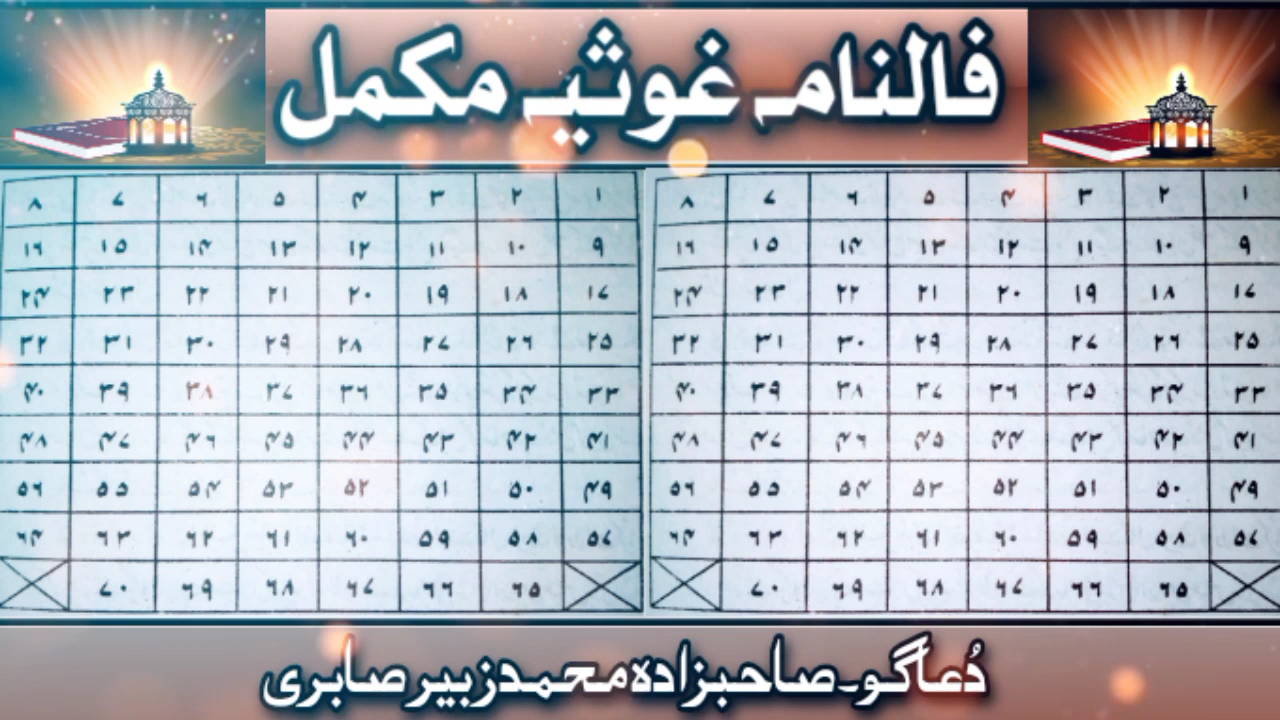 فالنامہ غوثیہ مکمل
۱ ۲ ۳ ۴ ۵ ۶ ۷ ۸
۹ ۱۰ ۱۱ ۱۲ ۱۳ ۱۴ ۱۵ ۱۶
۱۷ ۱۸ ۱۹ ۲۰ ۲۱ ۲۲ ۲۳ ۲۴
۲۵ ۲۶ ۲۷ ۲۸ ۲۹ ۳۰ ۳۱ ۳۲
۳۳ ۳۴ ۳۵ ۳۶ ۳۷ ۳۸ ۳۹ ۴۰
۴۱ ۴۲ ۴۳ ۴۴ ۴۵ ۴۶ ۴۷ ۴۸
۴۹ ۵۰ ۵۱ ۵۲ ۵۳ ۵۴ ۵۵ ۵۶
۵۷ ۵۸ ۵۹ ۶۰ ۶۱ ۶۲ ۶۳ ۶۴
۶۵ ۶۶ ۶۷ ۶۸ ۶۹ ۷۰
۱ ۲ ۳ ۴ ۵ ۶ ۷ ۸
۹ ۱۰ ۱۱ ۱۲ ۱۳ ۱۴ ۱۵ ۱۶
۱۷ ۱۸ ۱۹ ۲۰ ۲۱ ۲۲ ۲۳ ۲۴
۲۵ ۲۶ ۲۷ ۲۸ ۲۹ ۳۰ ۳۱ ۳۲
۳۳ ۳۴ ۳۵ ۳۶ ۳۷ ۳۸ ۳۹ ۴۰
۴۱ ۴۲ ۴۳ ۴۴ ۴۵ ۴۶ ۴۷ ۴۸
۴۹ ۵۰ ۵۱ ۵۲ ۵۳ ۵۴ ۵۵ ۵۶
۵۷ ۵۸ ۵۹ ۶۰ ۶۱ ۶۲ ۶۳ ۶۴
۶۵ ۶۶ ۶۷ ۶۸ ۶۹ ۷۰
دُعاگو۔صاحبزادہ محمد زبیر صابری